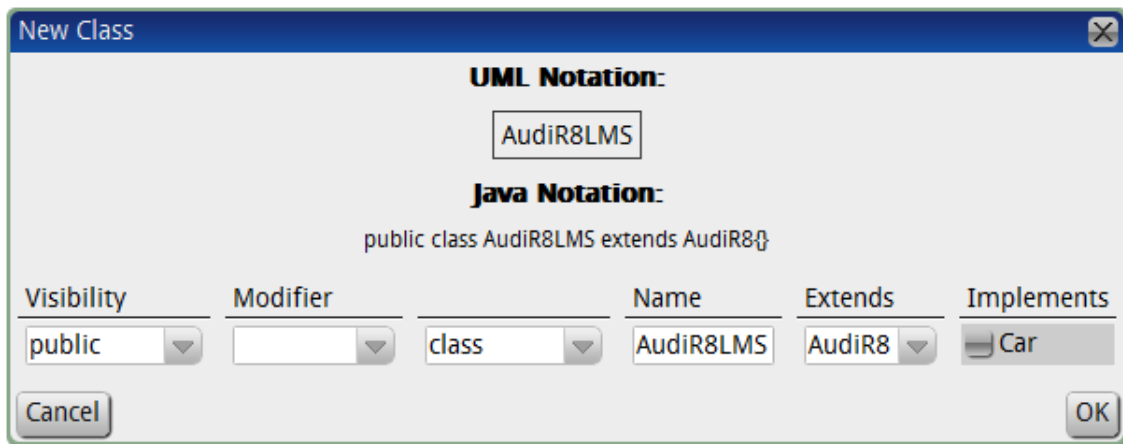 New Class
UML Notation:
AudiR8LMS
Java Notation:
public class AudiR8LMS extends AudiR8{}
Visibility Modifier Name Extends Implements
public class AudiR8LMS AudiR8 Car
Cancel OK